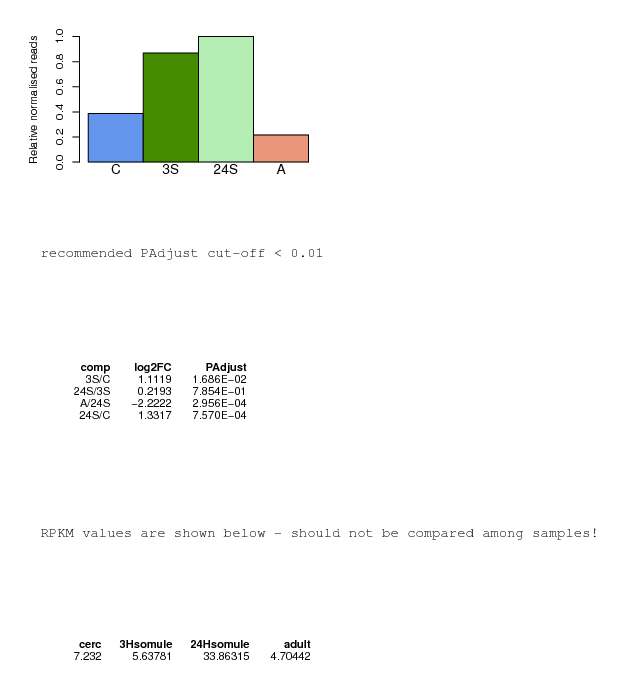 Relative normalised reads
1.0
0.8
0.6
0.4
0.2
0.0
C 3S 24S A
recommended PAdjust cut-off < 0.01
comp log2FC PAdjust
3S/C 1.1119 1.686E−02
24S/3S 0.2193 7.854E−01
A/24S −2.2222 2.956E−04
24S/C 1.3317 7.570E−04
RPKM values are shown below - should not be compared among samples!
cerc 3Hsomule 24Hsomule adult
7.232 5.63781 33.86315 4.70442